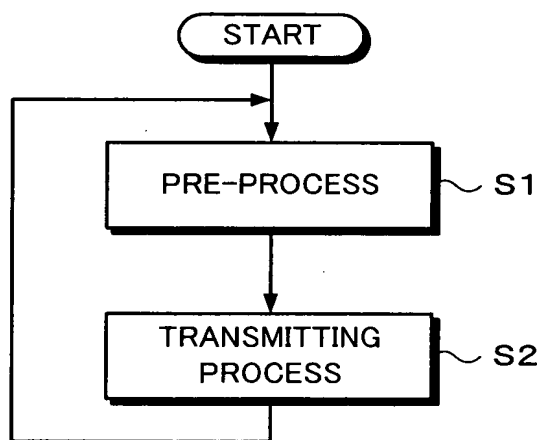 START
PRE-PROCESS
S1
TRANSMITTING
PROCESS
S2